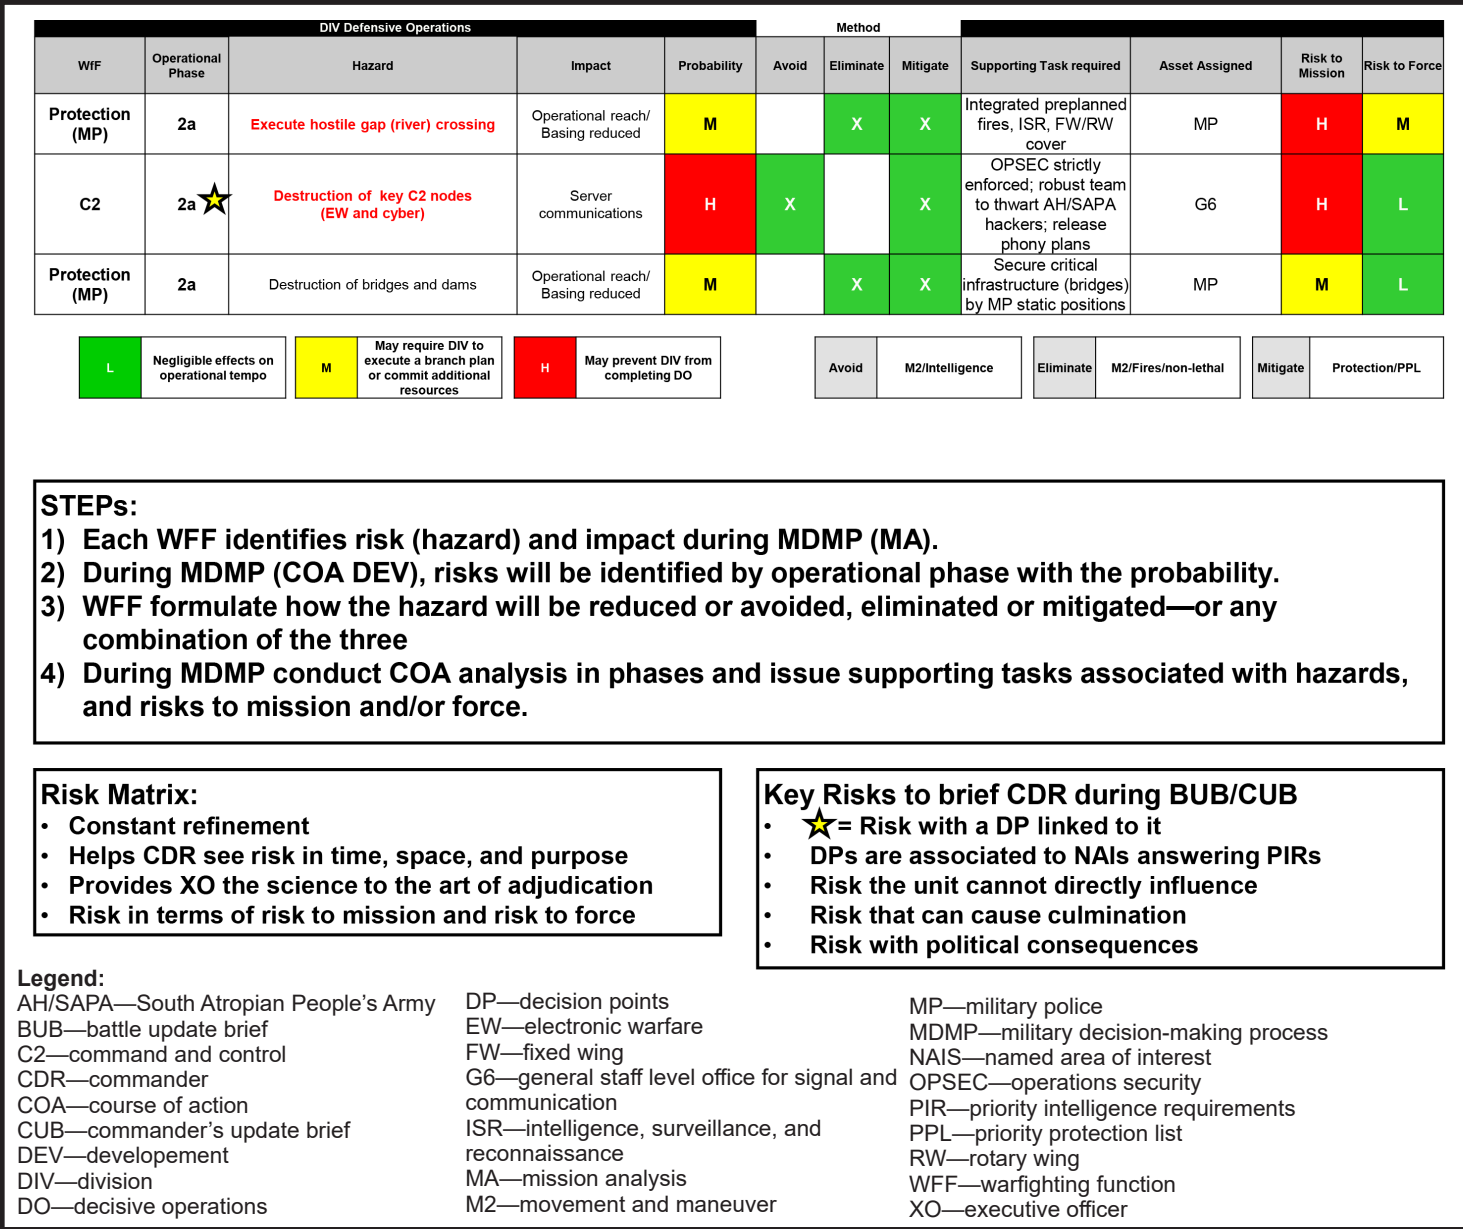 DIV Defensive Operations
Method
WfF
Operational
Phase
Hazard
Impact
Probability
Avoid
Eliminate
Mitigate
Supporting Task required
Asset Assigned
Risk to
Mission
Risk to Force
Protection
(MP)
2a
Execute hostile gap (river) crossing
Operational reach/
Basing reduced
M
X
X
Integrated preplanned
fires, ISR, FW/RW
cover
MP
H
M
C2
2a
Destruction of key C2 nodes
(EW and cyber)
Server
communications
H
X
X
OPSEC strictly
enforced; robust team
to thwart AH/SAPA
hackers; release
phony plans
G6
H
L
Protection
(MP)
2a
Destruction of bridges and dams
Operational reach/
Basing reduced
M
X
X
Secure critical
infrastructure (bridges)
by MP static positions
MP
M
L
L
Negligible effects on
operational tempo
M
May require DIV to
execute a branch plan
or commit additional
resources
H
May prevent DIV from
completing DO
Avoid
M2/Intelligence
Eliminate
M2/Fires/non-lethal
Mitigate
Protection/PPL
STEPs:
1) Each WFF identifies risk (hazard) and impact during MDMP (MA).
2) During MDMP (COA DEV), risks will be identified by operational phase with the probability.
3) WFF formulate how the hazard will be reduced or avoided, eliminated or mitigated—or any
combination of the three
4) During MDMP conduct COA analysis in phases and issue supporting tasks associated with hazards,
and risks to mission and/or force.
Risk Matrix:
• Constant refinement
• Helps CDR see risk in time, space, and purpose
• Provides XO the science to the art of adjudication
• Risk in terms of risk to mission and risk to force
Key Risks to brief CDR during BUB/CUB
• = Risk with a DP linked to it
• DPs are associated to NAIs answering PIRs
• Risk the unit cannot directly influence
• Risk that can cause culmination
• Risk with political consequences
Legend:
AH/SAPA—South Atropian People's Army
BUB—battle update brief
C2—command and control
CDR—commander
COA—course of action
CUB—commander's update brief
DEV—developement
DIV—division
DO—decisive operations
DP—decision points
EW—electronic warfare
FW—fixed wing
G6—general staff level office for signal and
communication
ISR—intelligence, surveillance, and
reconnaissance
MA—mission analysis
M2—movement and maneuver
MP—military police
MDMP—military decision-making process
NAIS—named area of interest
OPSEC—operations security
PIR—priority intelligence requirements
PPL—priority protection list
RW—rotary wing
WFF—warfighting function
XO—executive officer